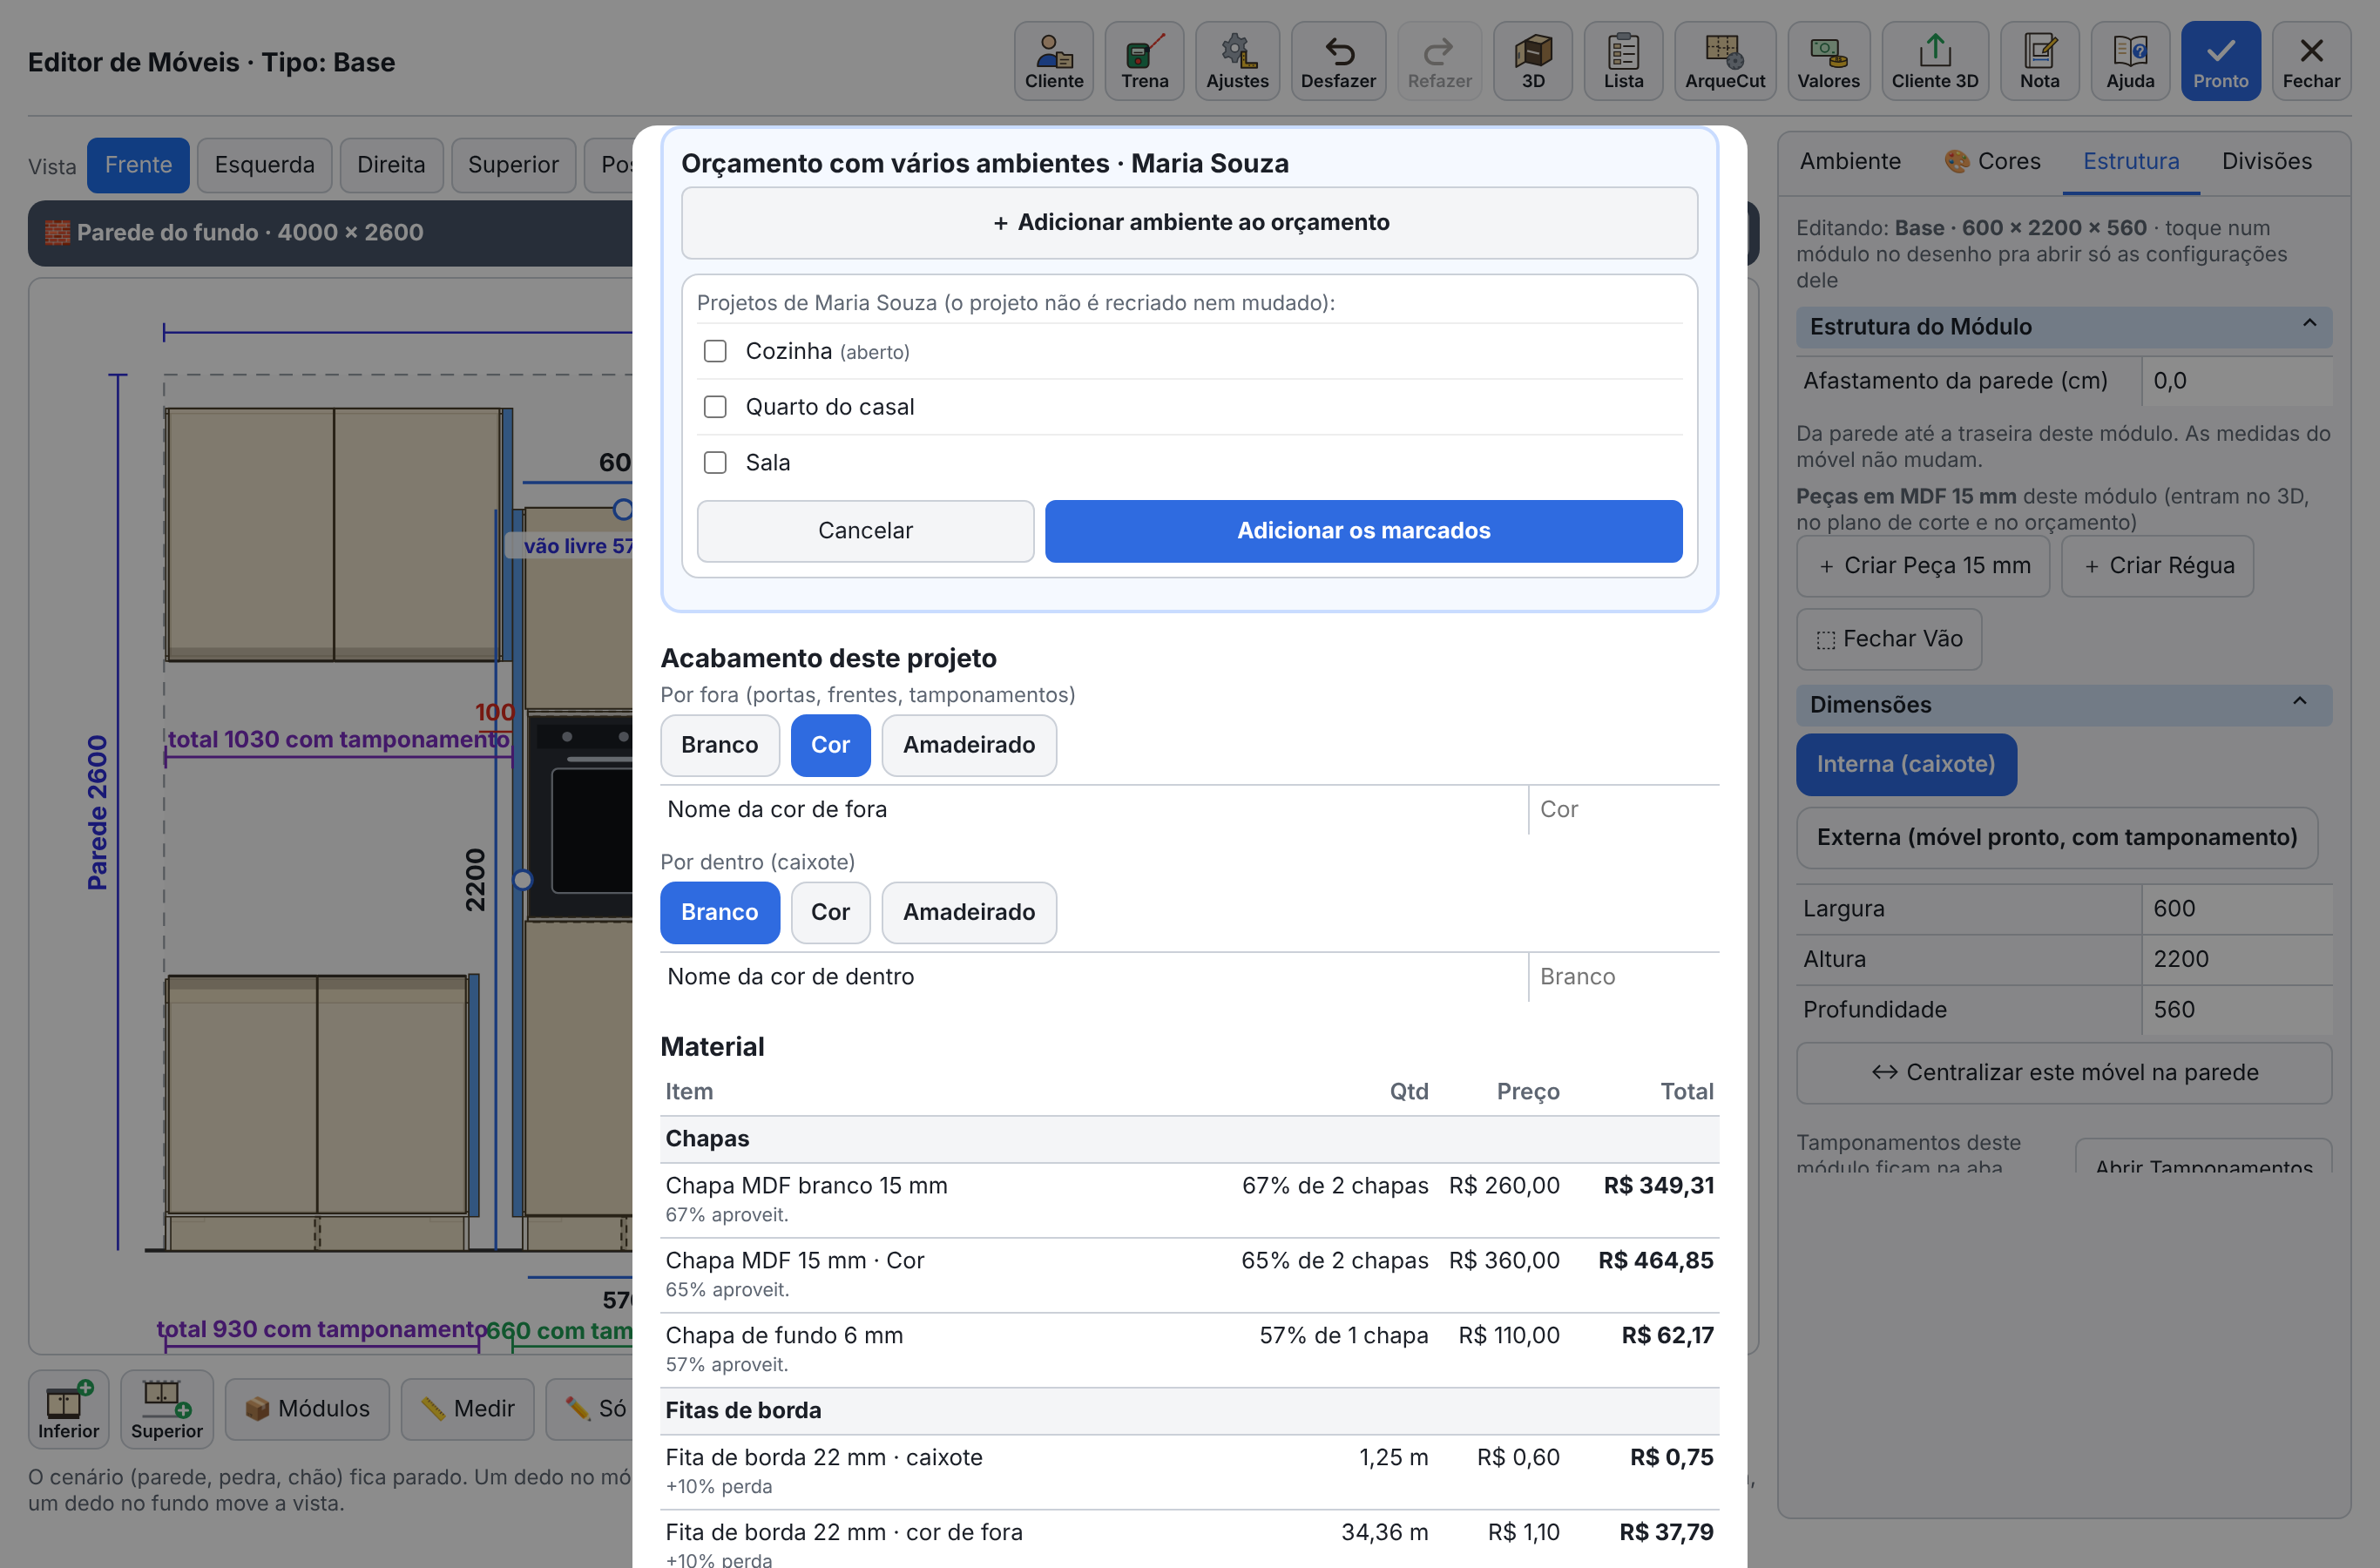 Editor de Móveis · Tipo: Base
Cliente
Trena
Ajustes
Desfazer
Refazer
3D
Lista
ArqueCut
Valores
Cliente 3D
Nota
Ajuda
Pronto
Fechar
Vista
Frente
Esquerda
Direita
Superior
Parede do fundo · 4000 × 2600
vão livre 57
100
total 1030 com tamponamento
Parede 2600
2200
total 930 com tamponamento
660 com tam
Inferior
Superior
Módulos
Medir
Só
O cenário (parede, pedra, chão) fica parado. Um dedo no mó
um dedo no fundo move a vista.
Orçamento com vários ambientes · Maria Souza
+ Adicionar ambiente ao orçamento
Projetos de Maria Souza (o projeto não é recriado nem mudado):
Cozinha (aberto)
Quarto do casal
Sala
Cancelar
Adicionar os marcados
Acabamento deste projeto
Por fora (portas, frentes, tamponamentos)
Branco
Cor
Amadeirado
Nome da cor de fora
Cor
Por dentro (caixote)
Branco
Cor
Amadeirado
Nome da cor de dentro
Branco
Material
Item Qtd Preço Total
Chapas
Chapa MDF branco 15 mm 67% de 2 chapas R$ 260,00 R$ 349,31
67% aproveit.
Chapa MDF 15 mm · Cor 65% de 2 chapas R$ 360,00 R$ 464,85
65% aproveit.
Chapa de fundo 6 mm 57% de 1 chapa R$ 110,00 R$ 62,17
57% aproveit.
Fitas de borda
Fita de borda 22 mm · caixote 1,25 m R$ 0,60 R$ 0,75
+10% perda
Fita de borda 22 mm · cor de fora 34,36 m R$ 1,10 R$ 37,79
+10% perda
Ambiente
Cores
Estrutura
Divisões
Editando: Base · 600 × 2200 × 560 · toque num
módulo no desenho pra abrir só as configurações
dele
Estrutura do Módulo
Afastamento da parede (cm) 0,0
Da parede até a traseira deste módulo. As medidas do
móvel não mudam.
Peças em MDF 15 mm deste módulo (entram no 3D,
no plano de corte e no orçamento)
+ Criar Peça 15 mm
+ Criar Régua
Fechar Vão
Dimensões
Interna (caixote)
Externa (móvel pronto, com tamponamento)
Largura 600
Altura 2200
Profundidade 560
↔ Centralizar este móvel na parede
Tamponamentos deste
módulo ficam na aba
Abrir Tamponamentos